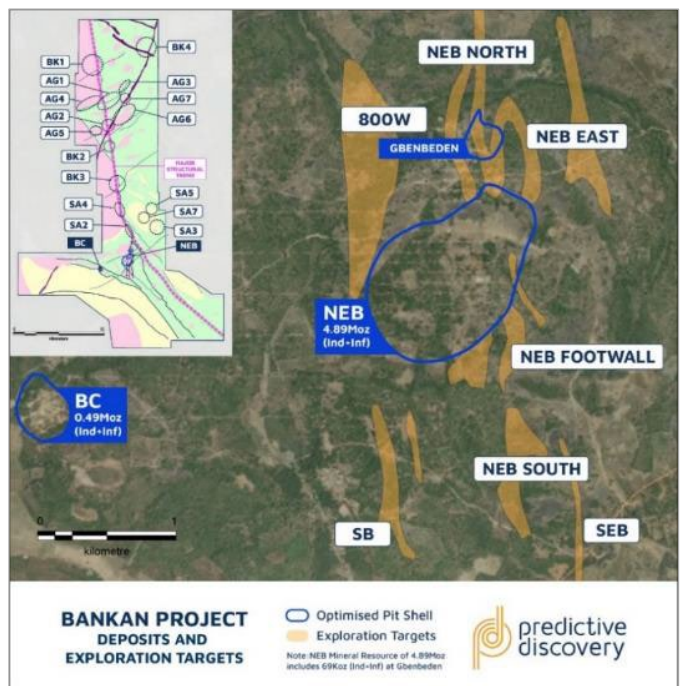 BK4
BK1
AG1
AG3
AG4
AG7
AG2
AG6
AG5
BK2
MAJOR
STRUCTURAL
BK3
SA5
SA4
SA7
SA2
SA3
BC
NEB
NEB NORTH
800W
GBENBEDEN
NEB EAST
NEB
4.89Moz
(Ind+Inf)
NEB FOOTWALL
BC
0.49Moz
(Ind+Inf)
NEB SOUTH
SB
SEB
0 1
kilometre
BANKAN PROJECT
DEPOSITS AND
EXPLORATION TARGETS
Optimised Pit Shell
Exploration Targets
Note: NEB Mineral Resource of 4.89Moz
includes 69Koz (Ind+Inf) at Gbenbeden
predictive
discovery